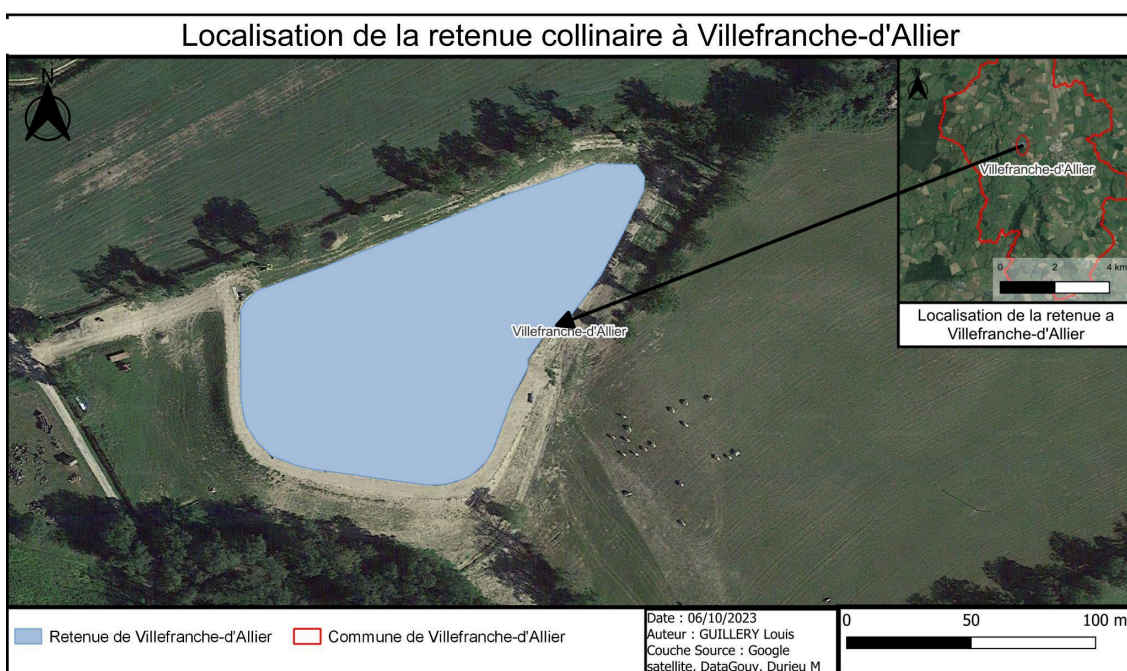 Localisation de la retenue collinaire à Villefranche-d'Allier
N
Villefranche-d'Allier
0 2 4 km
Localisation de la retenue a
Villefranche-d'Allier
Villefranche-d'Allier
Retenue de Villefranche-d'Allier
Commune de Villefranche-d'Allier
Date : 06/10/2023
Auteur : GUILLERY Louis
Couche Source : Google
satellite, DataGouv, Durieu M
0 50 100 m